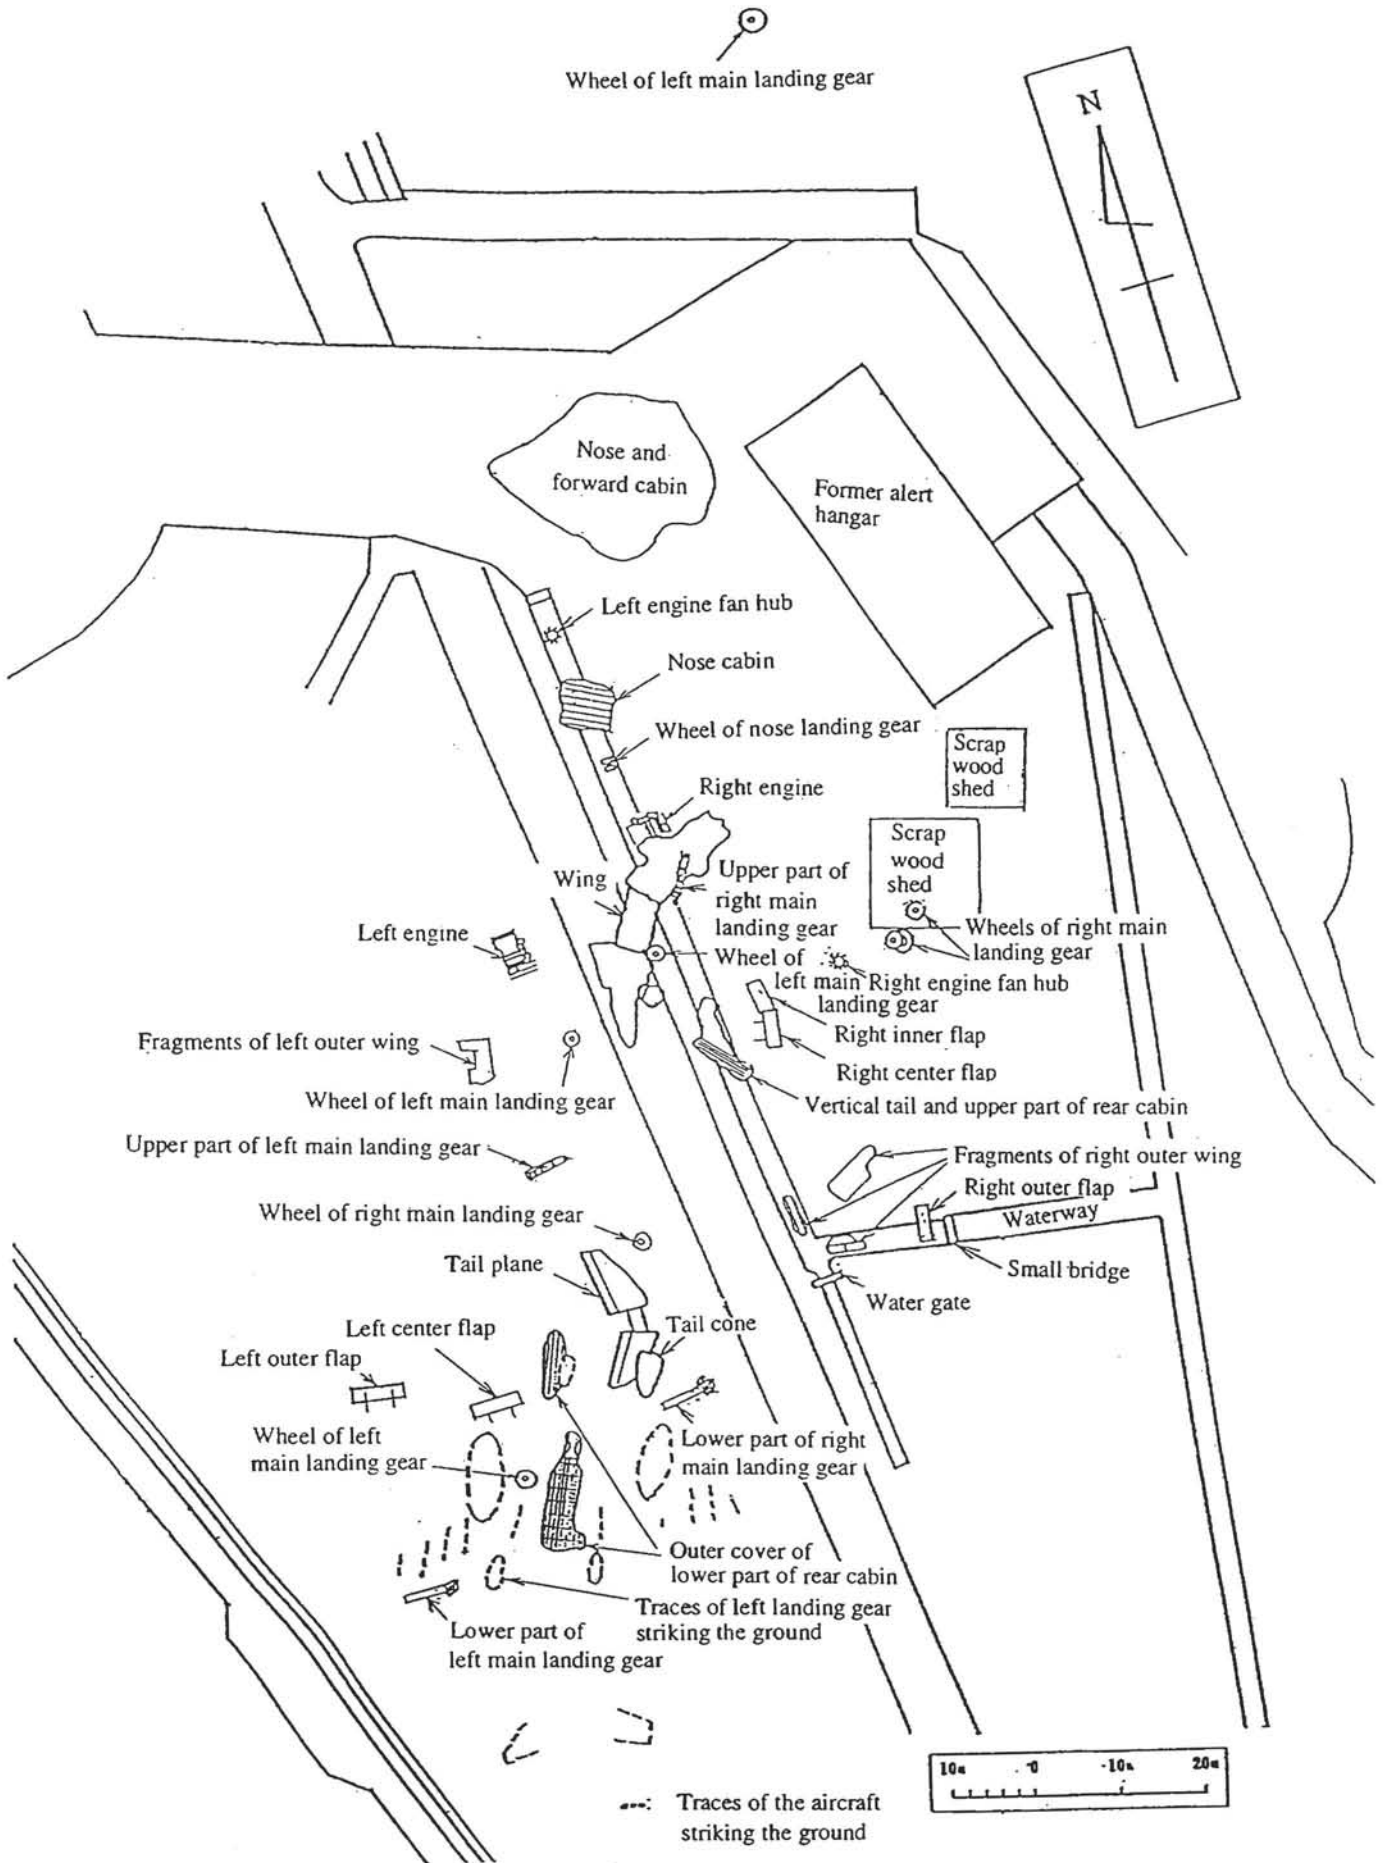 Wheel of left main landing gear
N
Nose and
forward cabin
Former alert
hangar
Left engine fan hub
Nose cabin
Wheel of nose landing gear
Scrap
wood
shed
Right engine
Scrap
wood
shed
Wing
Upper part of
right main
landing gear
Left engine
Wheels of right main
landing gear
Wheel of
left main
landing gear
Right engine fan hub
Right inner flap
Fragments of left outer wing
Right center flap
Wheel of left main landing gear
Vertical tail and upper part of rear cabin
Upper part of left main landing gear
Fragments of right outer wing
Right outer flap
Wheel of right main landing gear
Waterway
Tail plane
Small bridge
Water gate
Left center flap
Tail cone
Left outer flap
Wheel of left
main landing gear
Lower part of right
main landing gear
Outer cover of
lower part of rear cabin
Traces of left landing gear
striking the ground
Lower part of
left main landing gear
10m 0 10m 20m
Traces of the aircraft
striking the ground